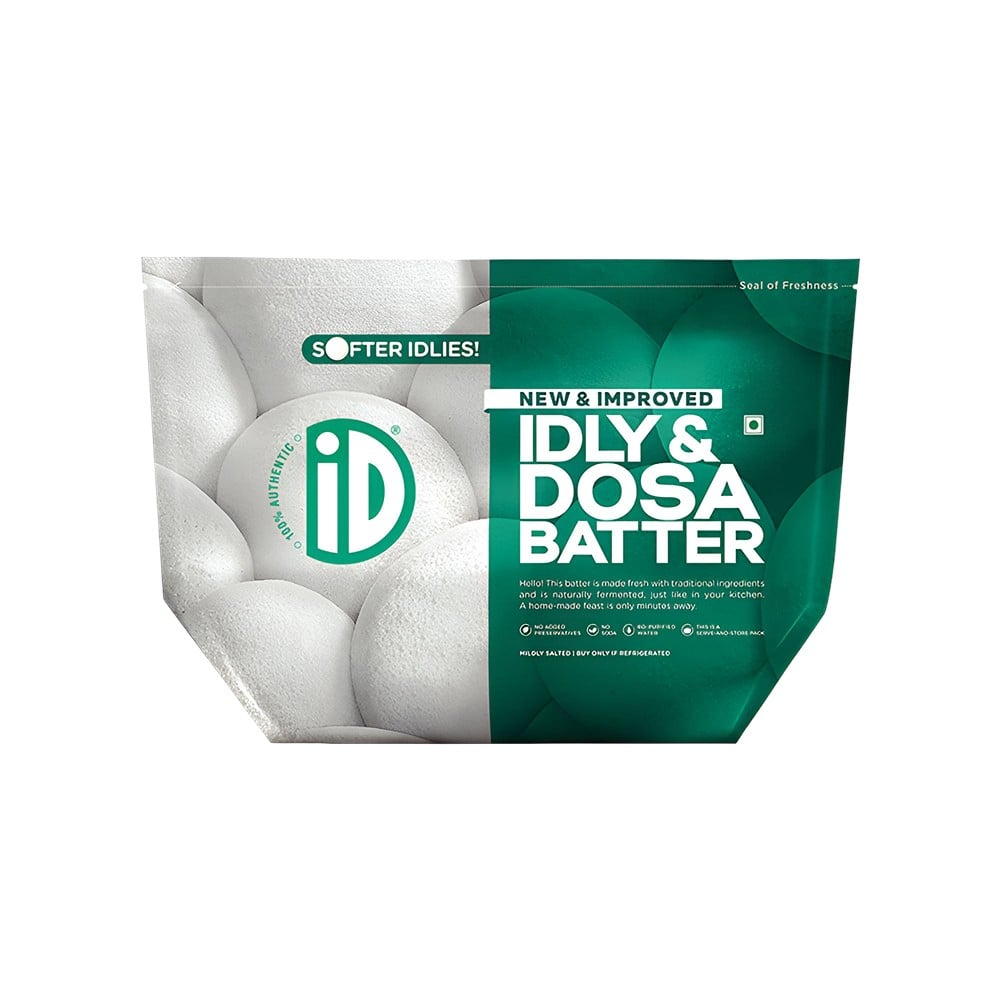 Seal of Freshness
SOFTER IDLIES!
100% AUTHENTIC
iD®
NEW & IMPROVED
IDLY &
DOSA
BATTER
Hello! This batter is made fresh with traditional ingredients
and is naturally fermented, just like in your kitchen.
A home-made feast is only minutes away.
NO ADDED
PRESERVATIVES
NO
SODA
RO-PURIFIED
WATER
THIS IS A
SERVE-AND-STORE PACK
MILDLY SALTED | BUY ONLY IF REFRIGERATED